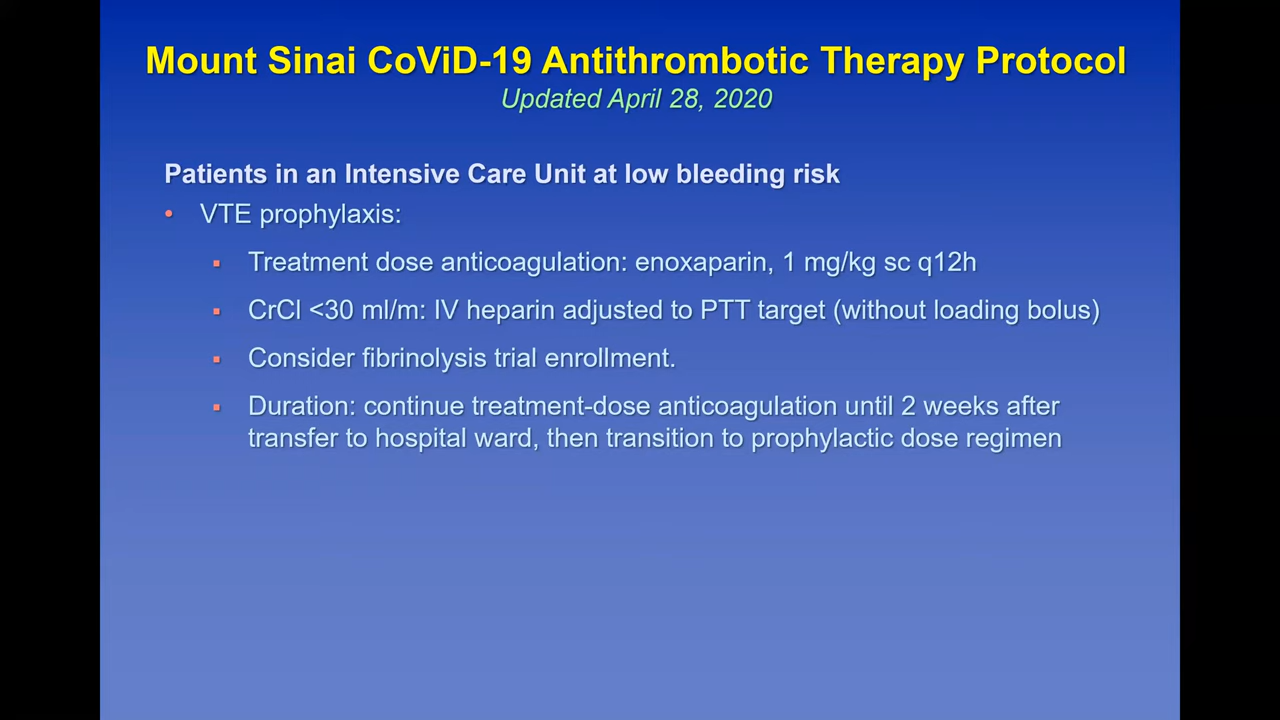 Mount Sinai CoViD-19 Antithrombotic Therapy Protocol
Updated April 28, 2020
Patients in an Intensive Care Unit at low bleeding risk
• VTE prophylaxis:
▪ Treatment dose anticoagulation: enoxaparin, 1 mg/kg sc q12h
▪ CrCl <30 ml/m: IV heparin adjusted to PTT target (without loading bolus)
▪ Consider fibrinolysis trial enrollment.
▪ Duration: continue treatment-dose anticoagulation until 2 weeks after
transfer to hospital ward, then transition to prophylactic dose regimen